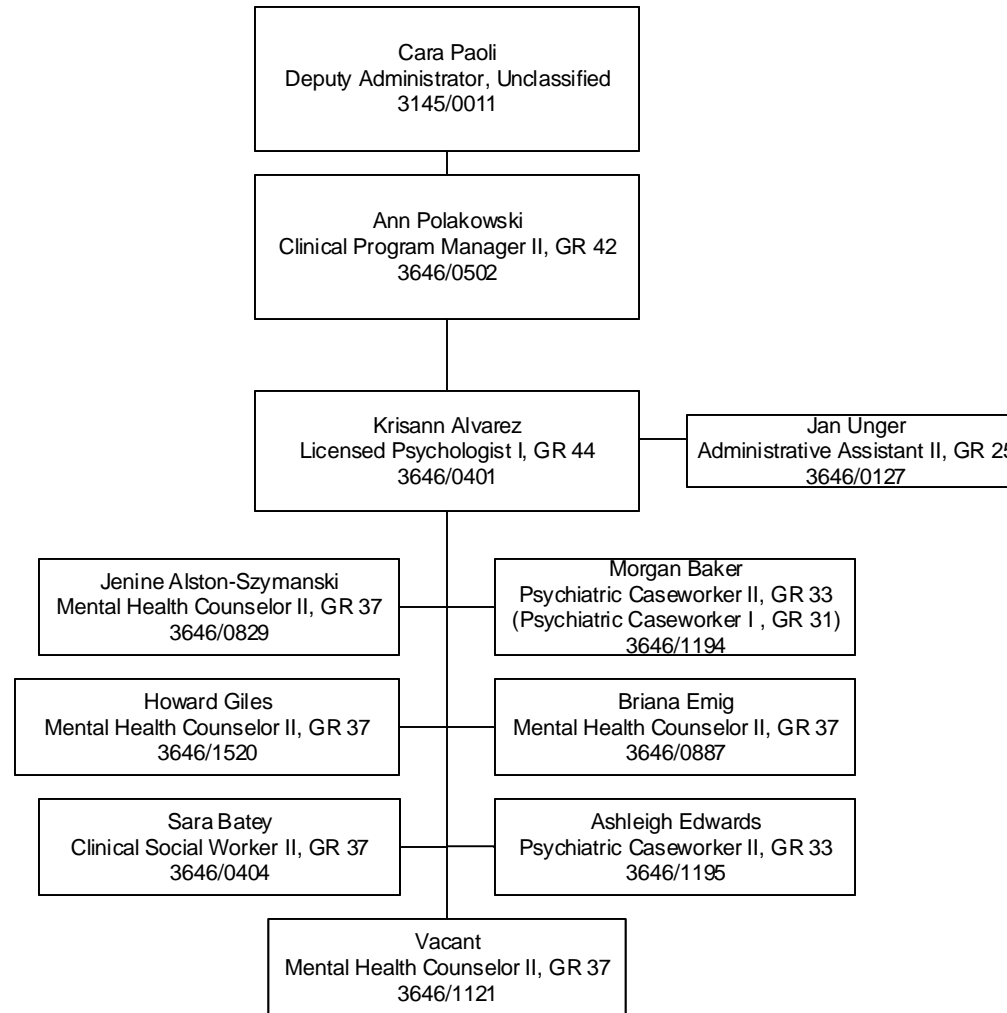 Cara Paoli
Deputy Administrator, Unclassified
3145/0011
Ann Polakowski
Clinical Program Manager II, GR 42
3646/0502
Krisann Alvarez
Licensed Psychologist I, GR 44
3646/0401
Jan Unger
Administrative Assistant II, GR 25
3646/0127
Jenine Alston-Szymanski
Mental Health Counselor II, GR 37
3646/0829
Morgan Baker
Psychiatric Caseworker II, GR 33
(Psychiatric Caseworker I , GR 31)
3646/1194
Howard Giles
Mental Health Counselor II, GR 37
3646/1520
Briana Emig
Mental Health Counselor II, GR 37
3646/0887
Sara Batey
Clinical Social Worker II, GR 37
3646/0404
Ashleigh Edwards
Psychiatric Caseworker II, GR 33
3646/1195
Vacant
Mental Health Counselor II, GR 37
3646/1121